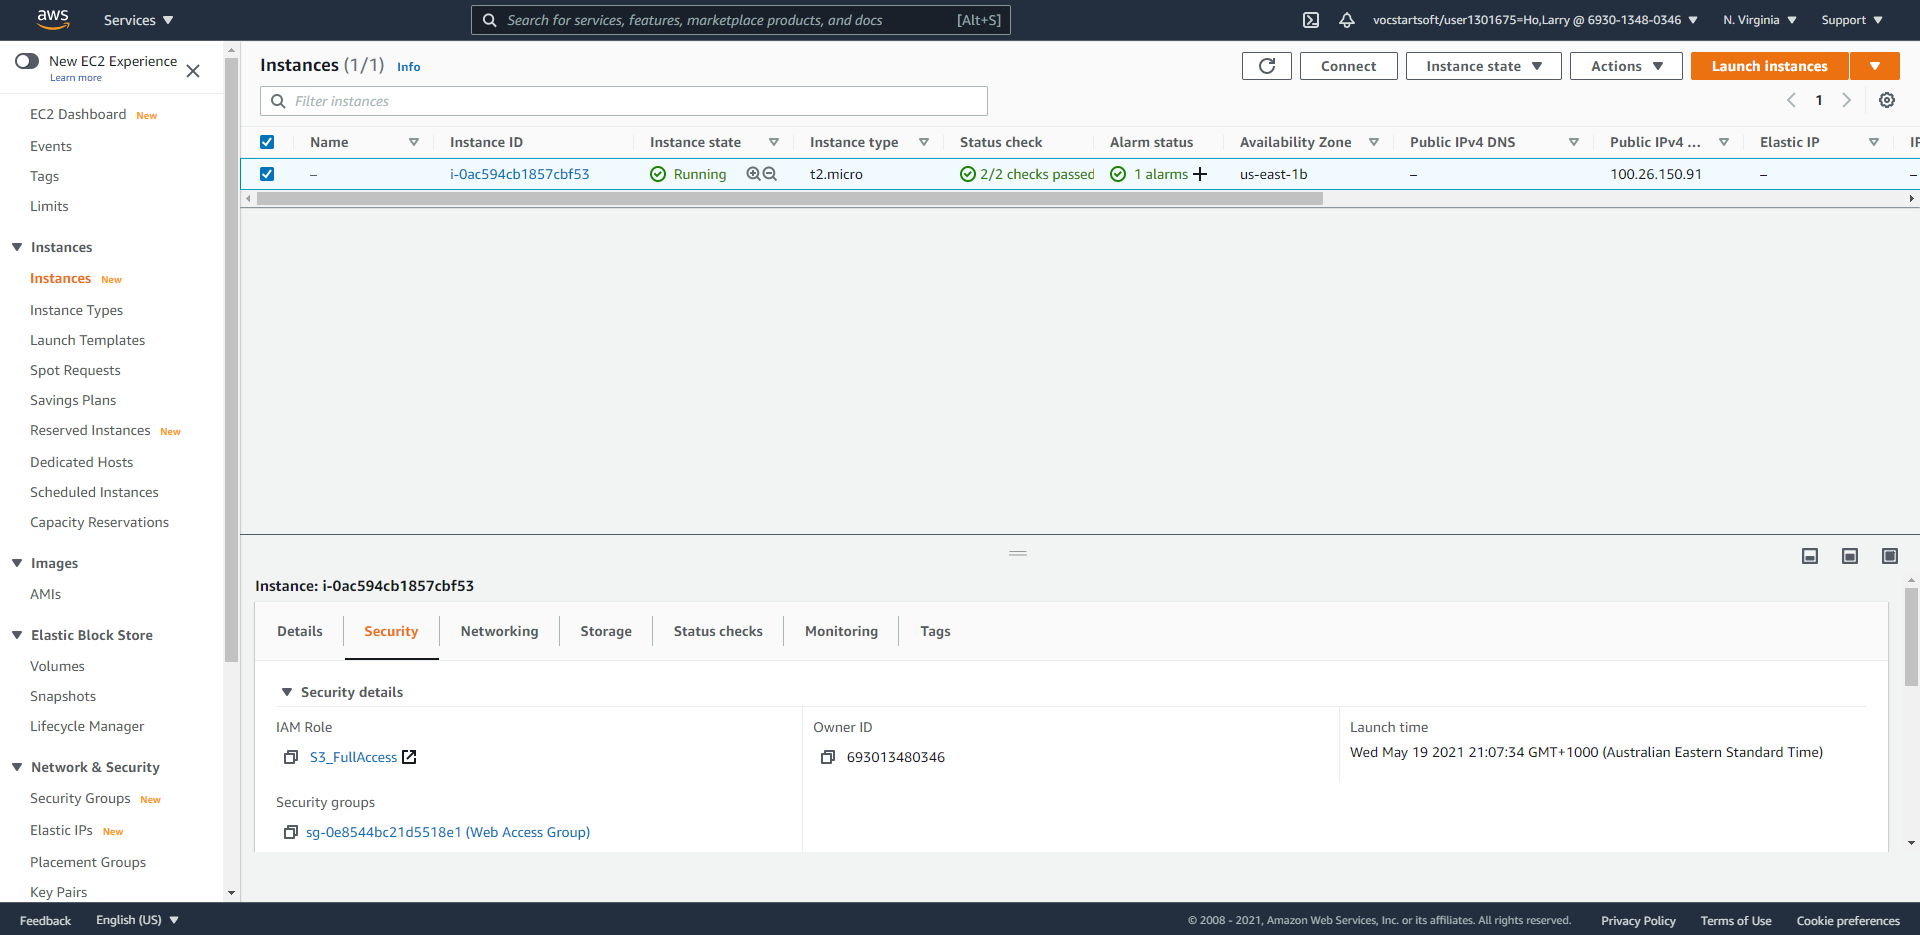 aws
Services
Search for services, features, marketplace products, and docs [Alt+S]
vocstartsoft/user1301675=Ho,Larry @ 6930-1348-0346
N. Virginia
Support
New EC2 Experience
Learn more
EC2 Dashboard New
Events
Tags
Limits
Instances
Instances New
Instance Types
Launch Templates
Spot Requests
Savings Plans
Reserved Instances New
Dedicated Hosts
Scheduled Instances
Capacity Reservations
Images
AMIs
Elastic Block Store
Volumes
Snapshots
Lifecycle Manager
Network & Security
Security Groups New
Elastic IPs New
Placement Groups
Key Pairs
Instances (1/1) Info
Connect
Instance state
Actions
Launch instances
Filter instances
1
Name Instance ID Instance state Instance type Status check Alarm status Availability Zone Public IPv4 DNS Public IPv4 ... Elastic IP IP
– i-0ac594cb1857cbf53 Running t2.micro 2/2 checks passed 1 alarms us-east-1b – 100.26.150.91 – –
Instance: i-0ac594cb1857cbf53
Details Security Networking Storage Status checks Monitoring Tags
Security details
IAM Role
S3_FullAccess
Owner ID
693013480346
Launch time
Wed May 19 2021 21:07:34 GMT+1000 (Australian Eastern Standard Time)
Security groups
sg-0e8544bc21d5518e1 (Web Access Group)
Feedback English (US)
© 2008 - 2021, Amazon Web Services, Inc. or its affiliates. All rights reserved. Privacy Policy Terms of Use Cookie preferences